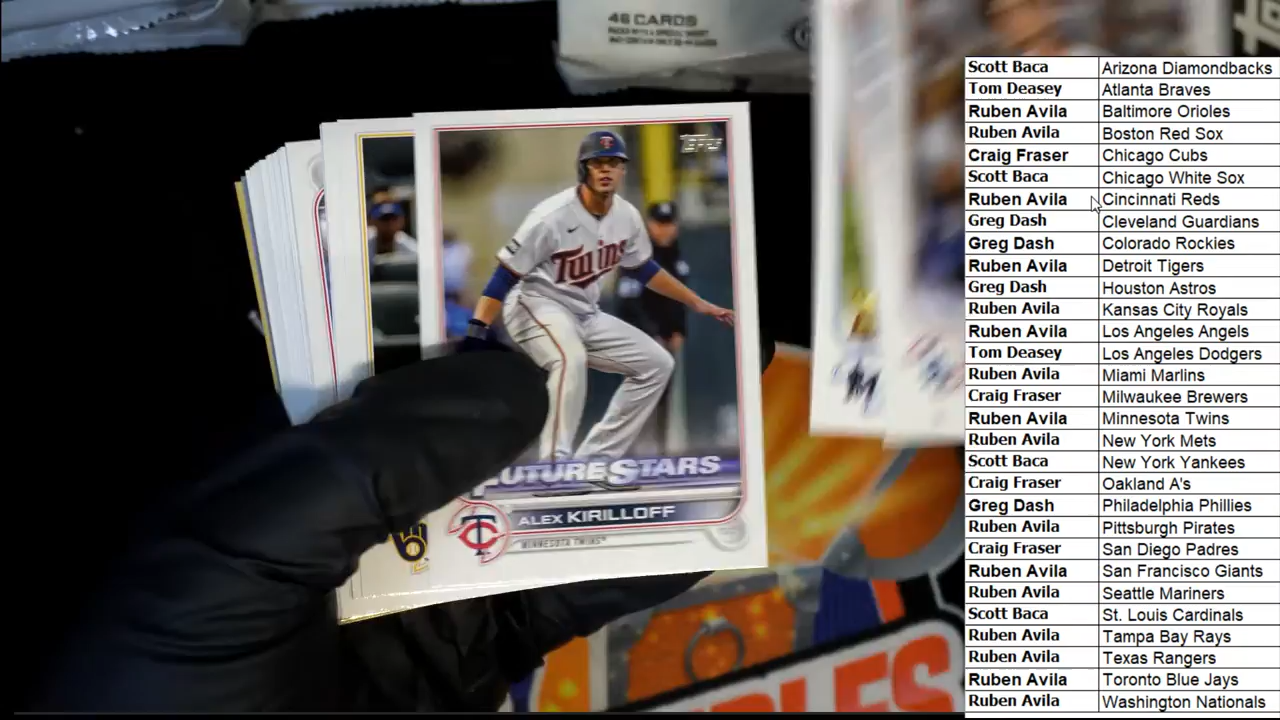 46 CARDS
TOPPS
Twins
FUTURE STARS
ALEX KIRILLOFF
MINNESOTA TWINS
Scott Baca Arizona Diamondbacks
Tom Deasey Atlanta Braves
Ruben Avila Baltimore Orioles
Ruben Avila Boston Red Sox
Craig Fraser Chicago Cubs
Scott Baca Chicago White Sox
Ruben Avila Cincinnati Reds
Greg Dash Cleveland Guardians
Greg Dash Colorado Rockies
Ruben Avila Detroit Tigers
Greg Dash Houston Astros
Ruben Avila Kansas City Royals
Ruben Avila Los Angeles Angels
Tom Deasey Los Angeles Dodgers
Ruben Avila Miami Marlins
Craig Fraser Milwaukee Brewers
Ruben Avila Minnesota Twins
Ruben Avila New York Mets
Scott Baca New York Yankees
Craig Fraser Oakland A's
Greg Dash Philadelphia Phillies
Ruben Avila Pittsburgh Pirates
Craig Fraser San Diego Padres
Ruben Avila San Francisco Giants
Ruben Avila Seattle Mariners
Scott Baca St. Louis Cardinals
Ruben Avila Tampa Bay Rays
Ruben Avila Texas Rangers
Ruben Avila Toronto Blue Jays
Ruben Avila Washington Nationals